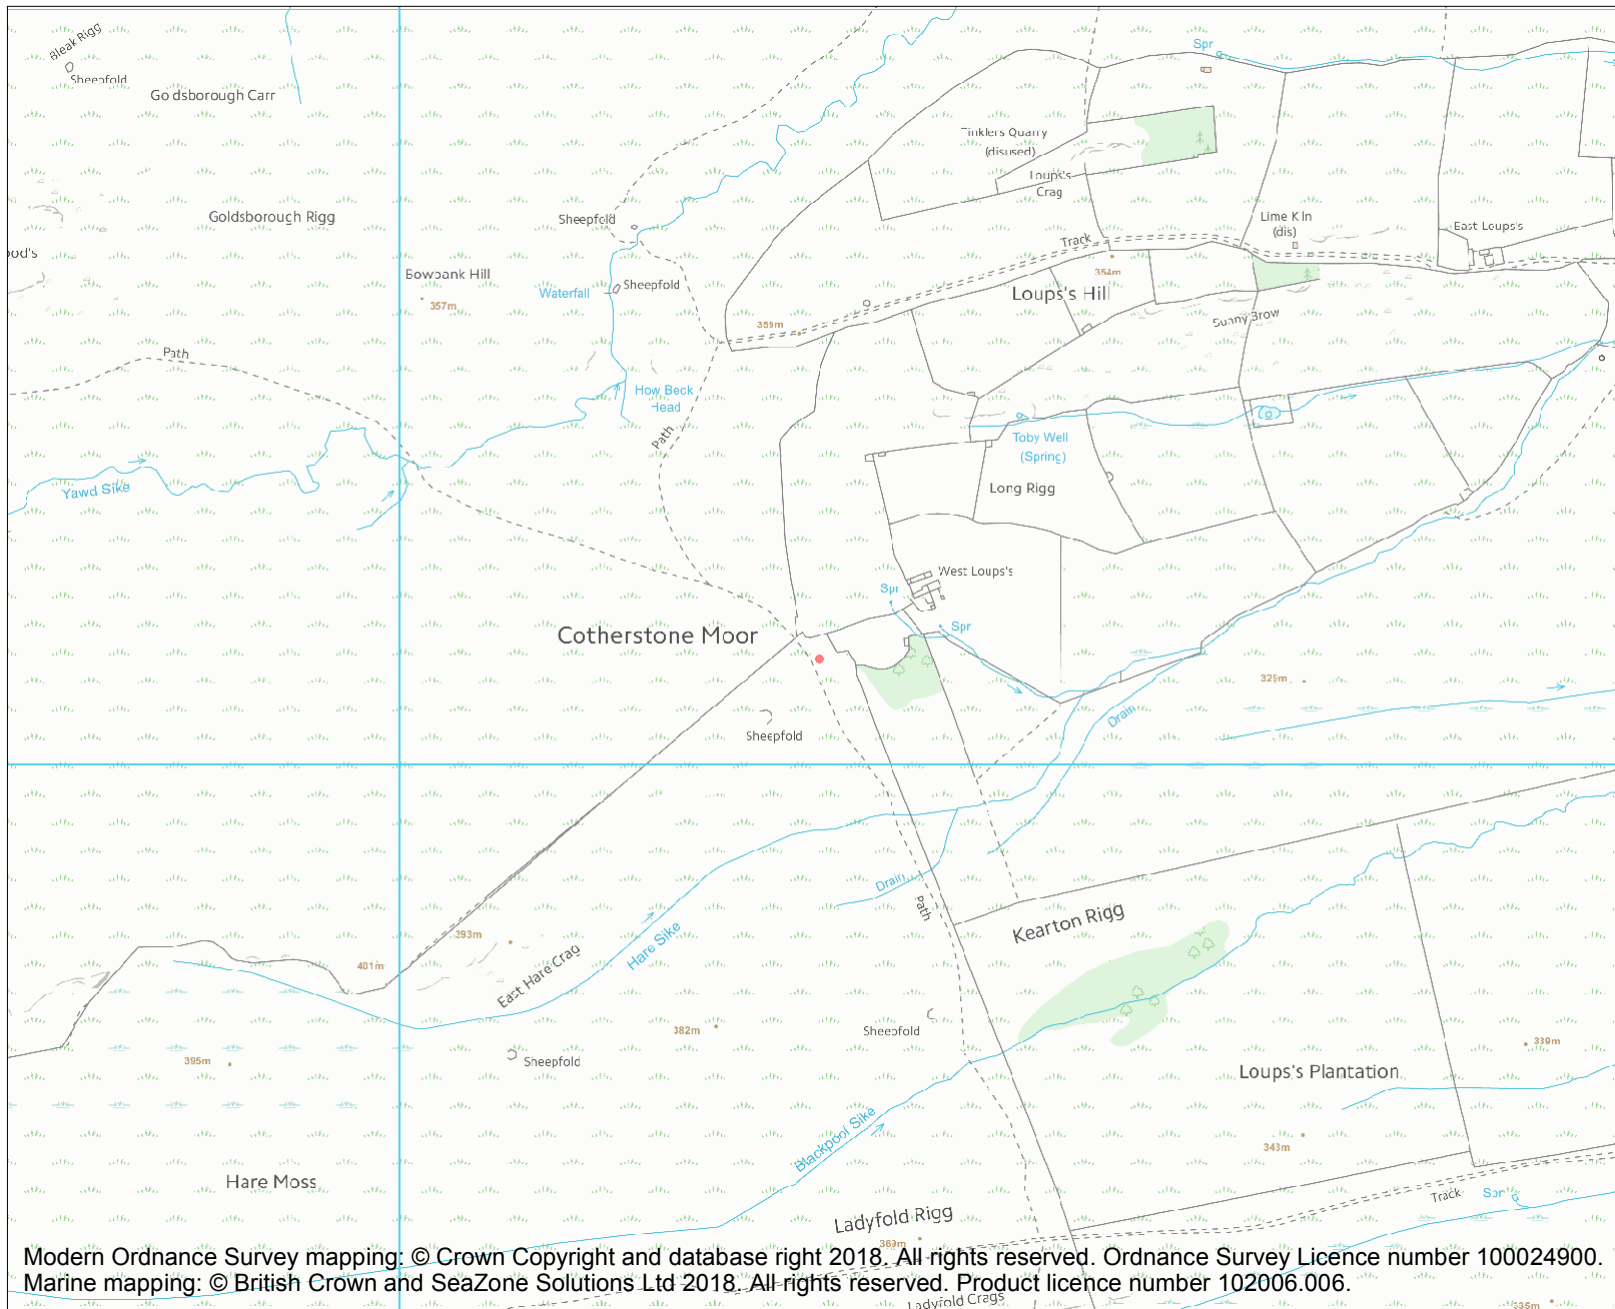 Bleak Rigg
Sheepfold
Goldsborough Carr
Spr
Tinklers Quarry
(disused)
Loups's
Crag
Goldsborough Rigg
Sheepfold
Lime Kiln
(dis)
East Loups's
Track
Bowbank Hill
357m
Waterfall
Sheepfold
354m
Loups's Hill
359m
Sunny Brow
Path
How Beck
Head
Path
Toby Well
(Spring)
Yawd Sike
Long Rigg
West Loups's
Spr
Spr
Cotherstone Moor
329m
Drain
Sheepfold
Drain
Path
Kearton Rigg
393m
East Hare Crag
Hare Sike
401m
382m
Sheepfold
Sheepfold
395m
339m
Loups's Plantation
Blackpool Sike
343m
Hare Moss
Track
Spr
Ladyfold Rigg
369m
Modern Ordnance Survey mapping: © Crown Copyright and database right 2018. All rights reserved. Ordnance Survey Licence number 100024900.
Marine mapping: © British Crown and SeaZone Solutions Ltd 2018. All rights reserved. Product licence number 102006.006.
Ladyfold Crags
335m